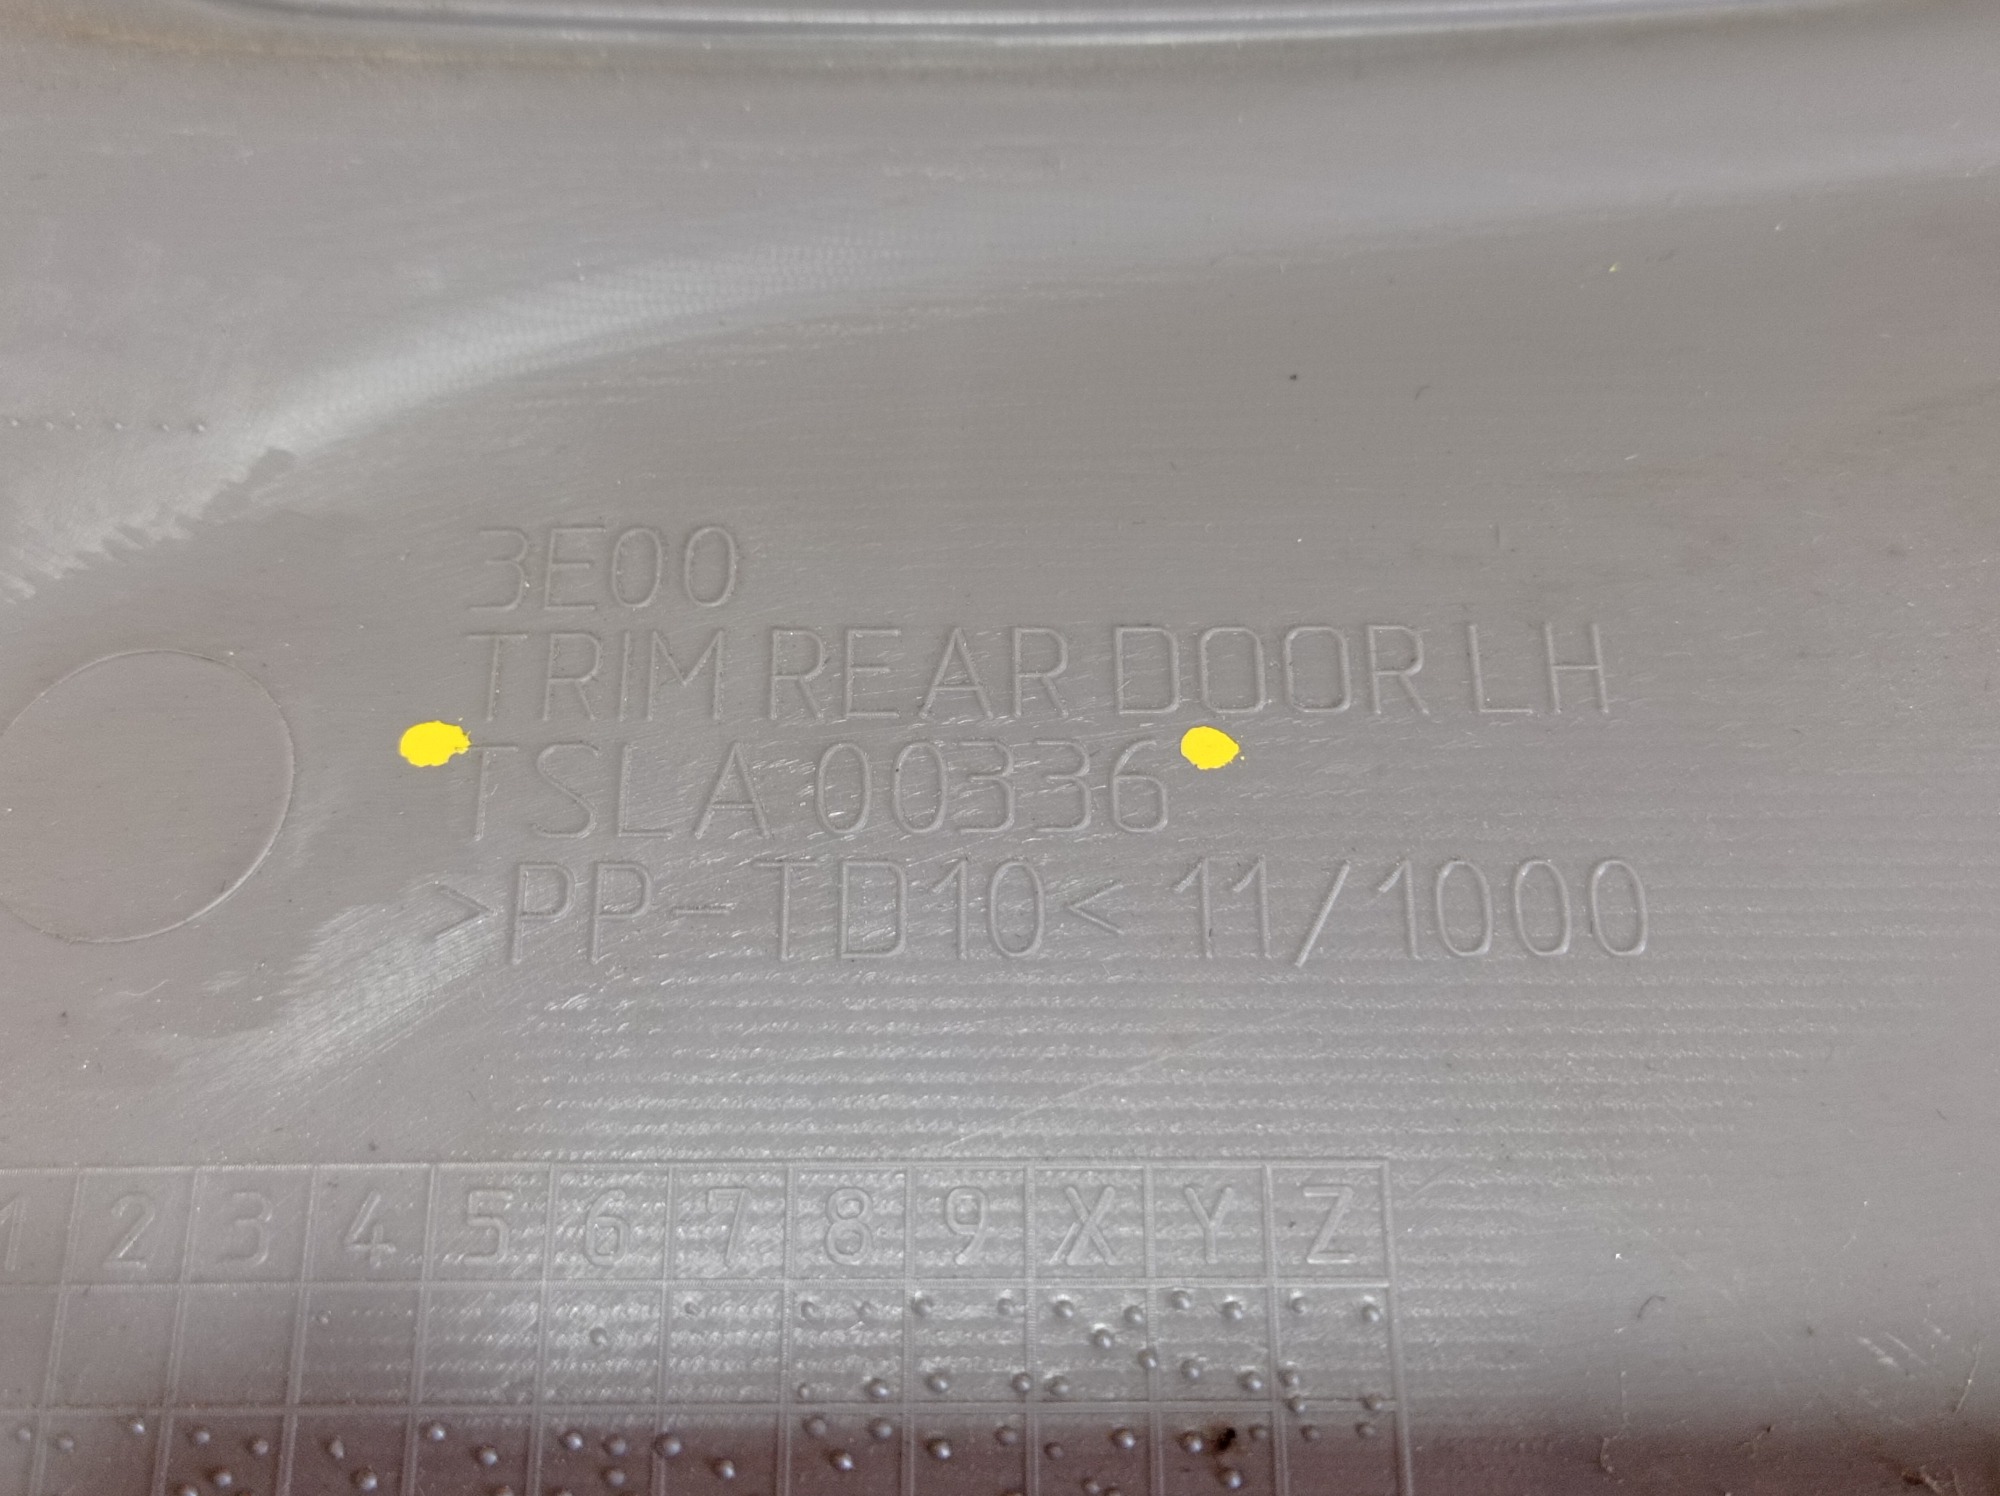 3E00
TRIM REAR DOOR LH
TSLA 00336
>PP-TD10< 11/1000
1 2 3 4 5 6 7 8 9 X Y Z